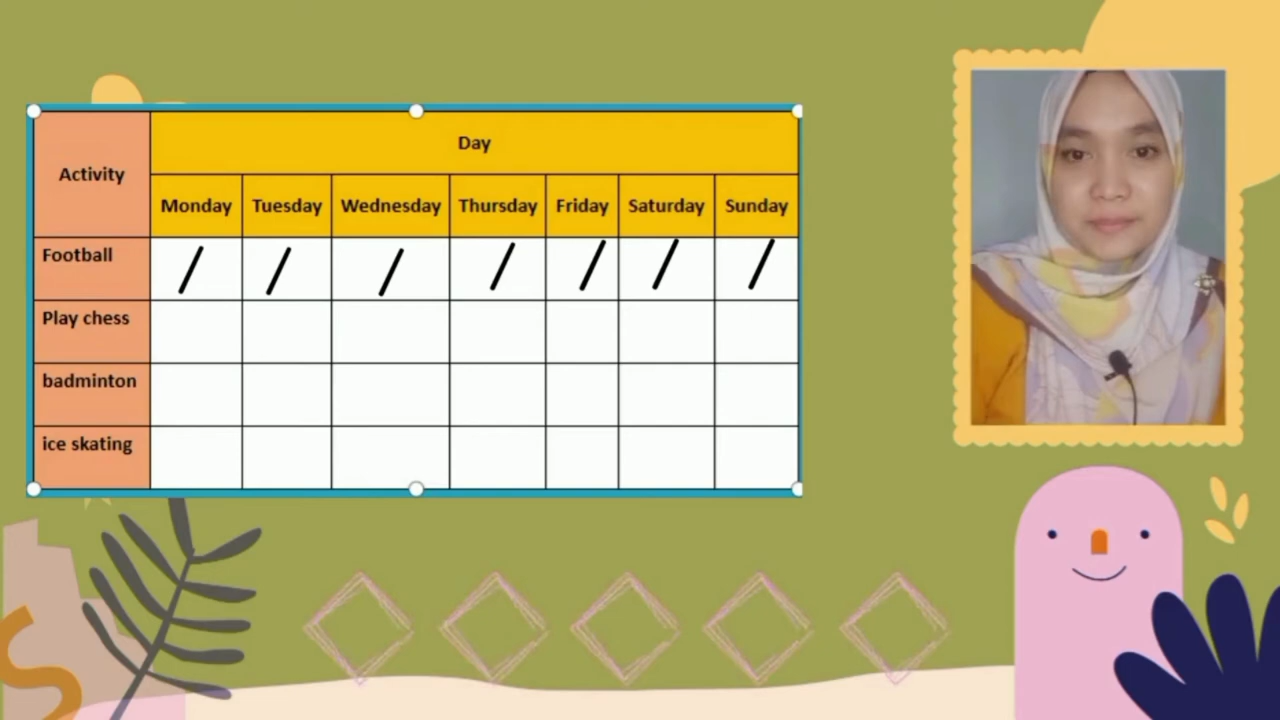 Day
Activity
Monday Tuesday Wednesday Thursday Friday Saturday Sunday
Football / / / / / / /
Play chess
badminton
ice skating